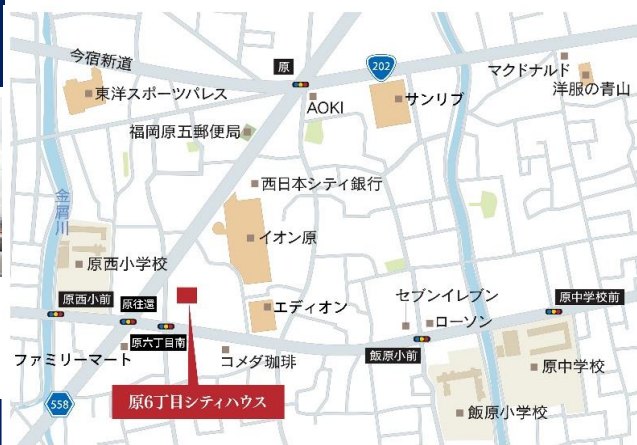 今宿新道
原
202
マクドナルド
洋服の青山
東洋スポーツパレス
AOKI
サンリブ
福岡原五郵便局
西日本シティ銀行
金屑川
イオン原
原西小学校
原西小前
原往還
エディオン
セブンイレブン
原中学校前
ローソン
原六丁目南
ファミリーマート
コメダ珈琲
飯原小前
原中学校
558
原6丁目シティハウス
飯原小学校